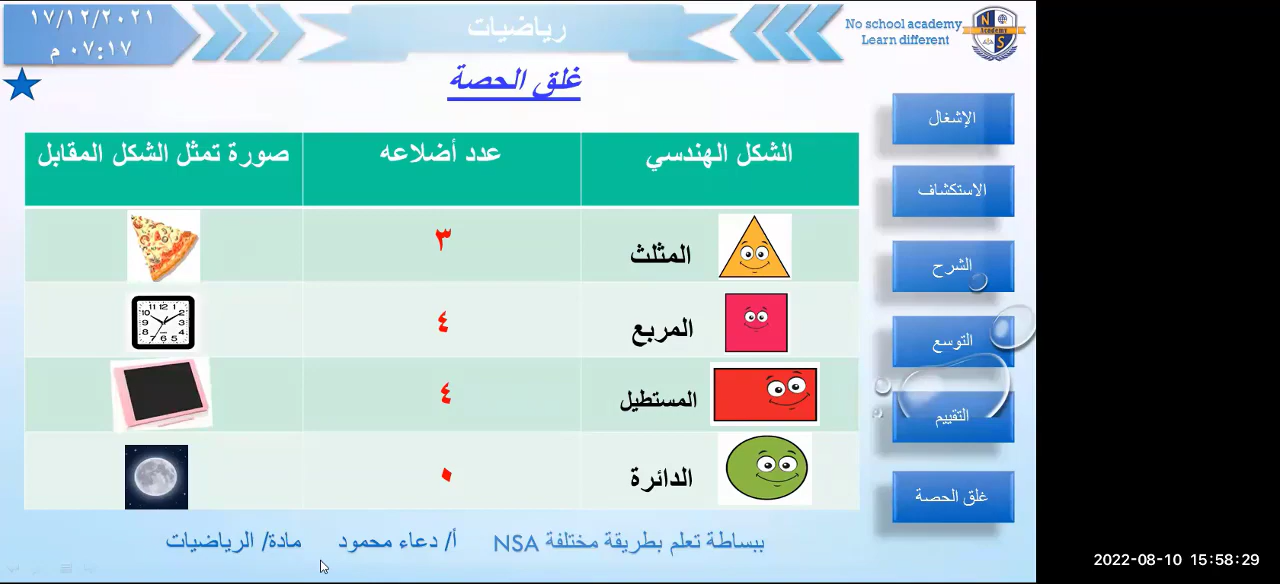 ١٧/١٢/٢٠٢١
٠٧:١٧ م
رياضيات
No school academy
Learn different
N
Academy
S
غلق الحصة
الشكل الهندسي	عدد أضلاعه	صورة تمثل الشكل المقابل
المثلث	٣
المربع	٤
المستطيل	٤
الدائرة	٠
الإشغال
الاستكشاف
الشرح
التوسع
التقييم
غلق الحصة
ببساطة تعلم بطريقة مختلفة NSA	أ/ دعاء محمود	مادة/ الرياضيات
2022-08-10 15:58:29